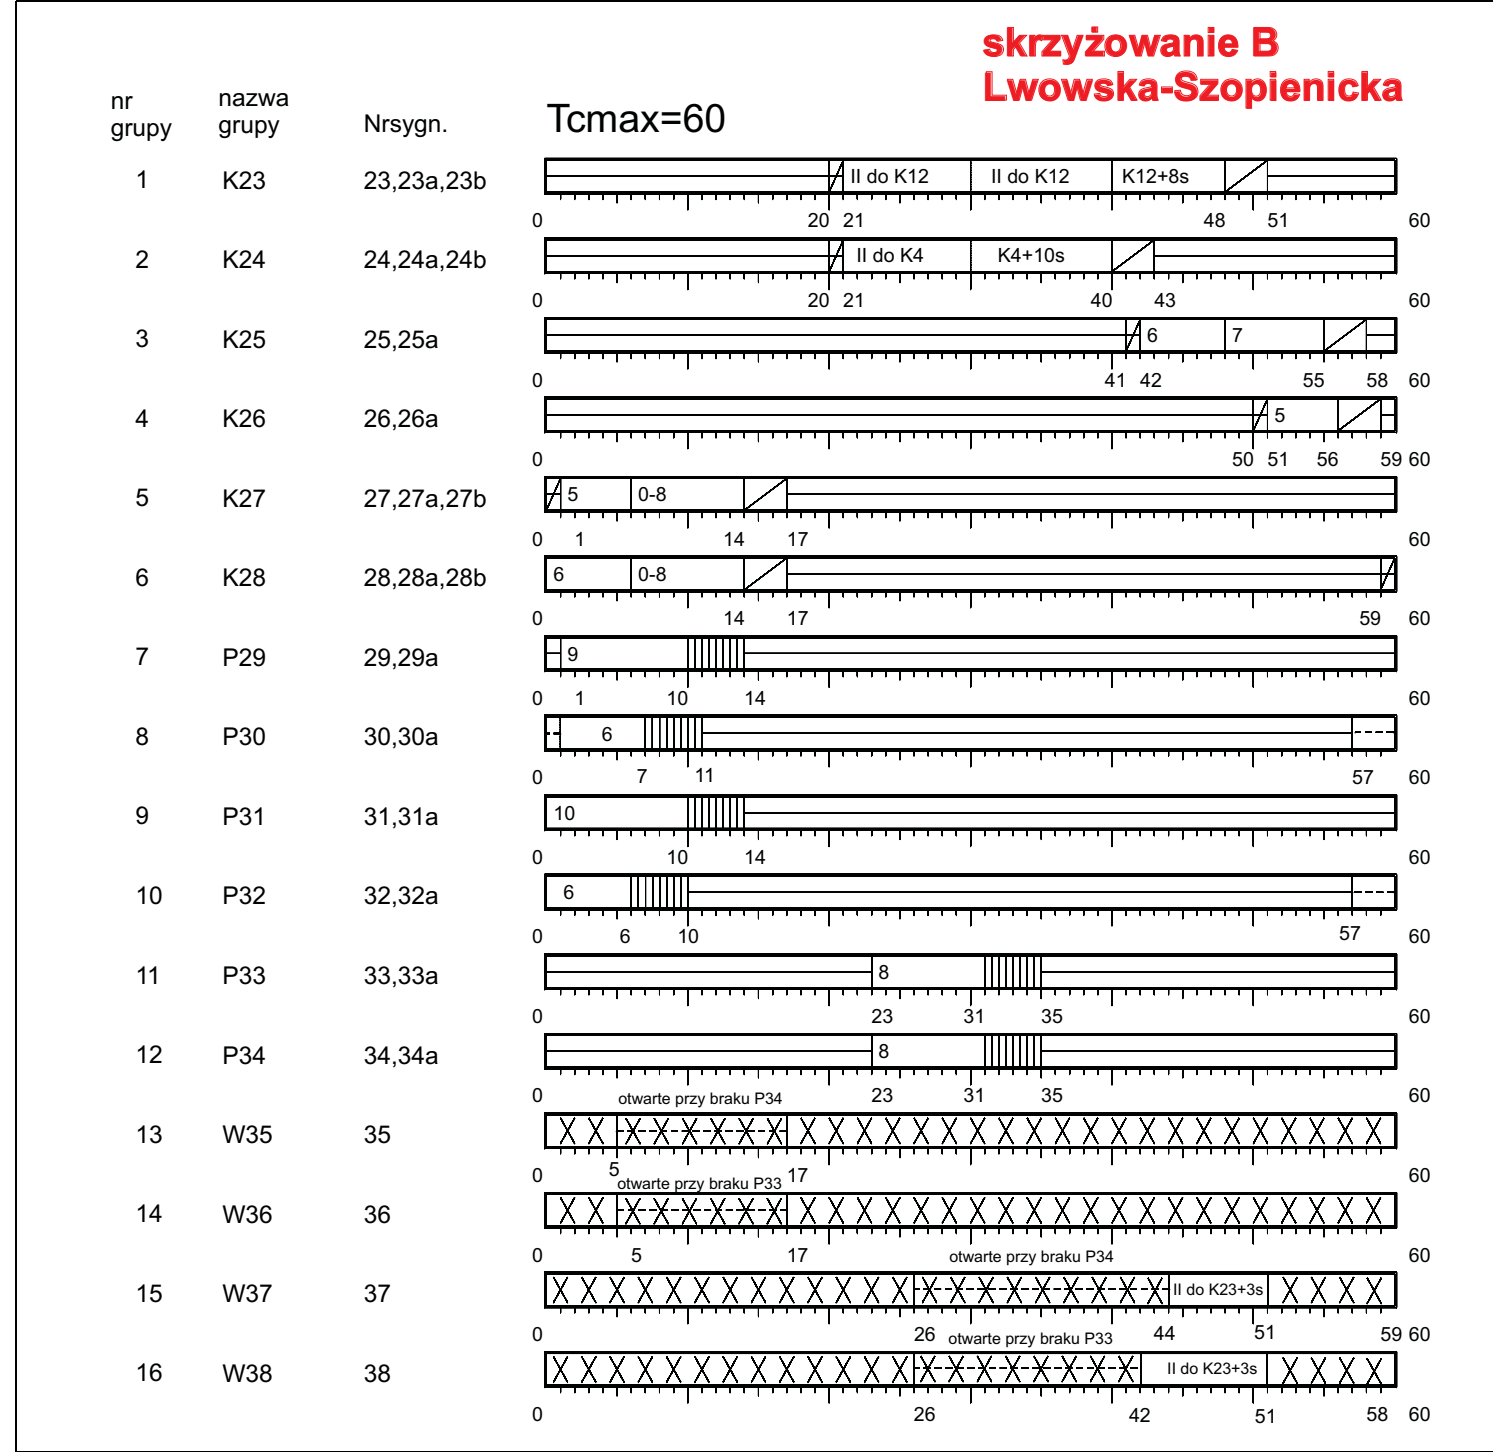 skrzyżowanie B
Lwowska-Szopienicka
nr grupy
nazwa grupy
Nrsygn.
Tcmax=60
1 K23 23,23a,23b II do K12 II do K12 K12+8s
0 20 21 48 51 60
2 K24 24,24a,24b II do K4 K4+10s
0 20 21 40 43 60
3 K25 25,25a 6 7
0 41 42 55 58 60
4 K26 26,26a 5
0 50 51 56 59 60
5 K27 27,27a,27b 5 0-8
0 1 14 17 60
6 K28 28,28a,28b 6 0-8
0 14 17 59 60
7 P29 29,29a 9
0 1 10 14 60
8 P30 30,30a 6
0 7 11 57 60
9 P31 31,31a 10
0 10 14 60
10 P32 32,32a 6
0 6 10 57 60
11 P33 33,33a 8
0 23 31 35 60
12 P34 34,34a 8
0 23 31 35 60
otwarte przy braku P34
13 W35 35
0 5 17 60
otwarte przy braku P33
14 W36 36
0 5 17 60
otwarte przy braku P34
15 W37 37 II do K23+3s
0 26 44 51 59 60
otwarte przy braku P33
16 W38 38 II do K23+3s
0 26 42 51 58 60